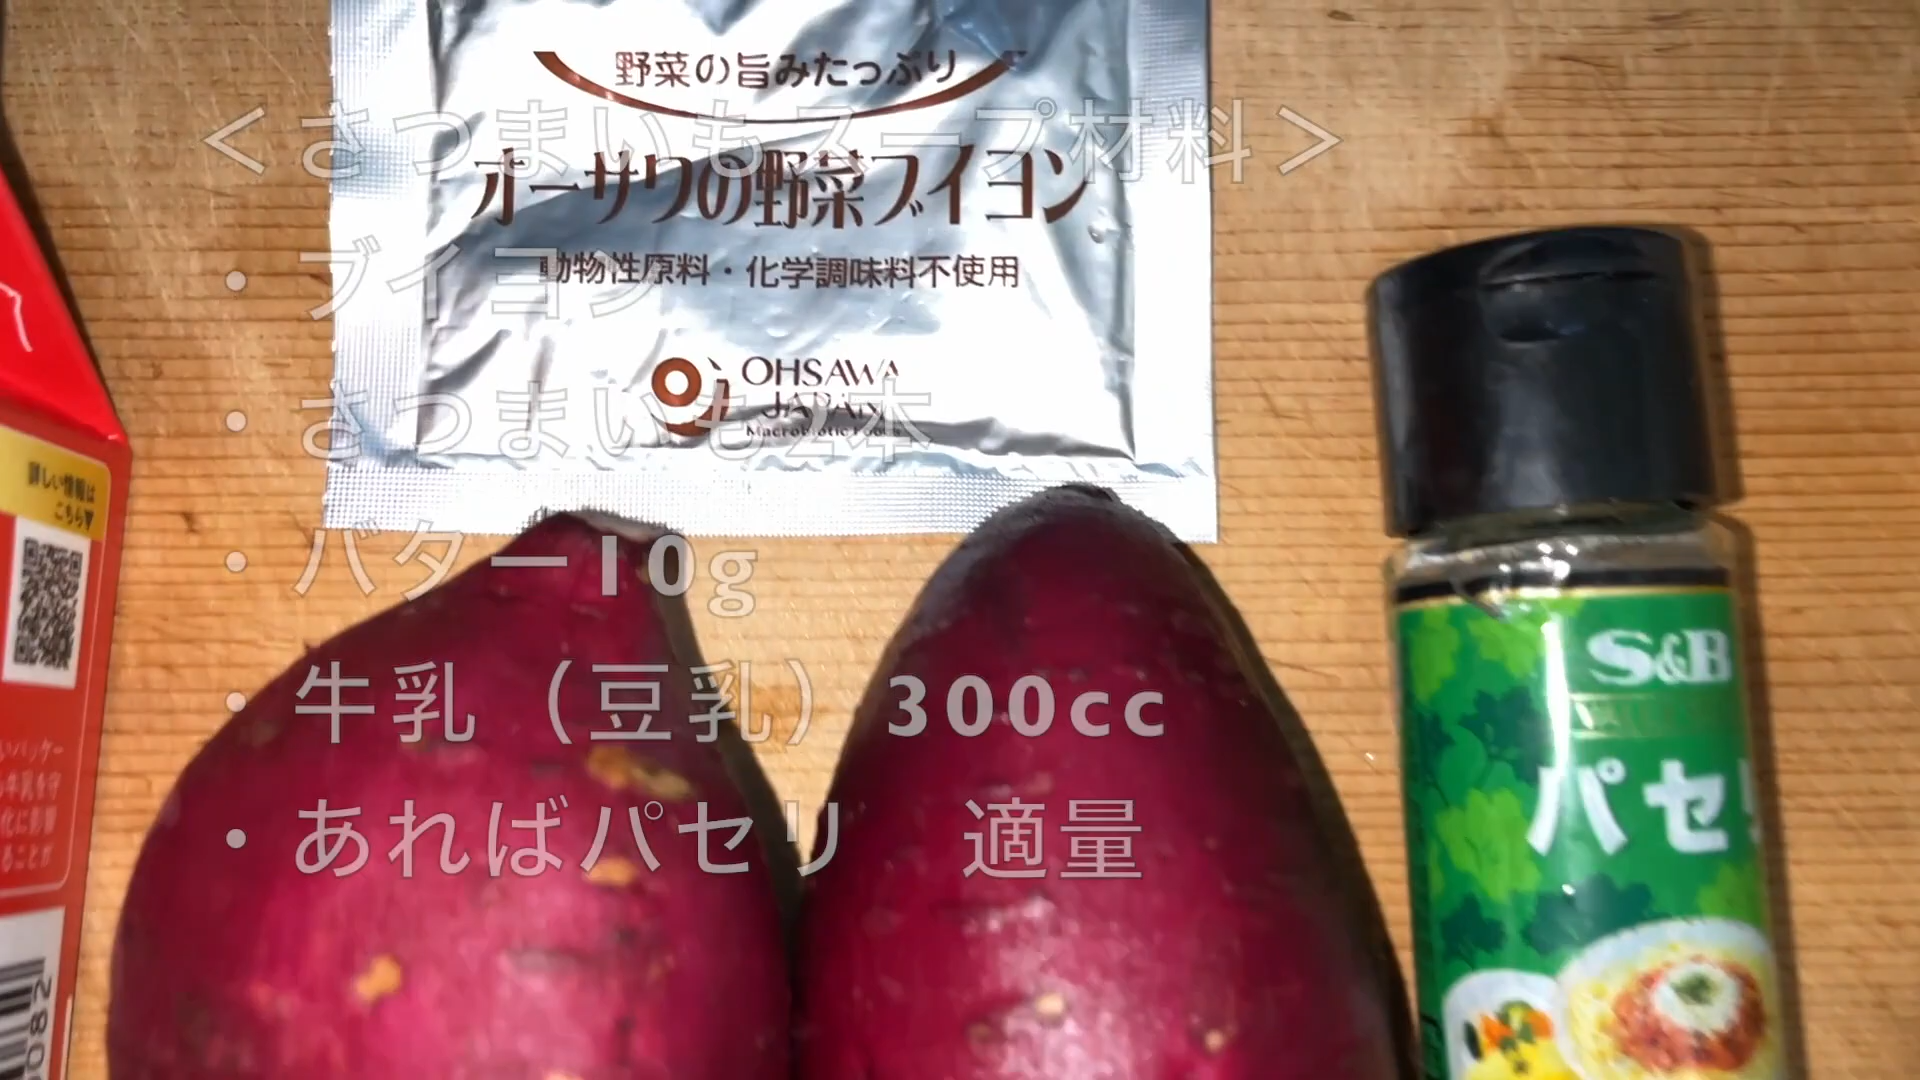 野菜の旨みたっぷり
＜さつまいもスープ材料＞
オーサワの野菜ブイヨン
・ブイヨン
動物性原料・化学調味料不使用
OHSAWA
JAPAN
Macrobiotic Foods
・さつまいも2本
詳しい情報は
こちら▼
・バター10g
・牛乳（豆乳）300cc
S&B
パセリ
・あればパセリ　適量